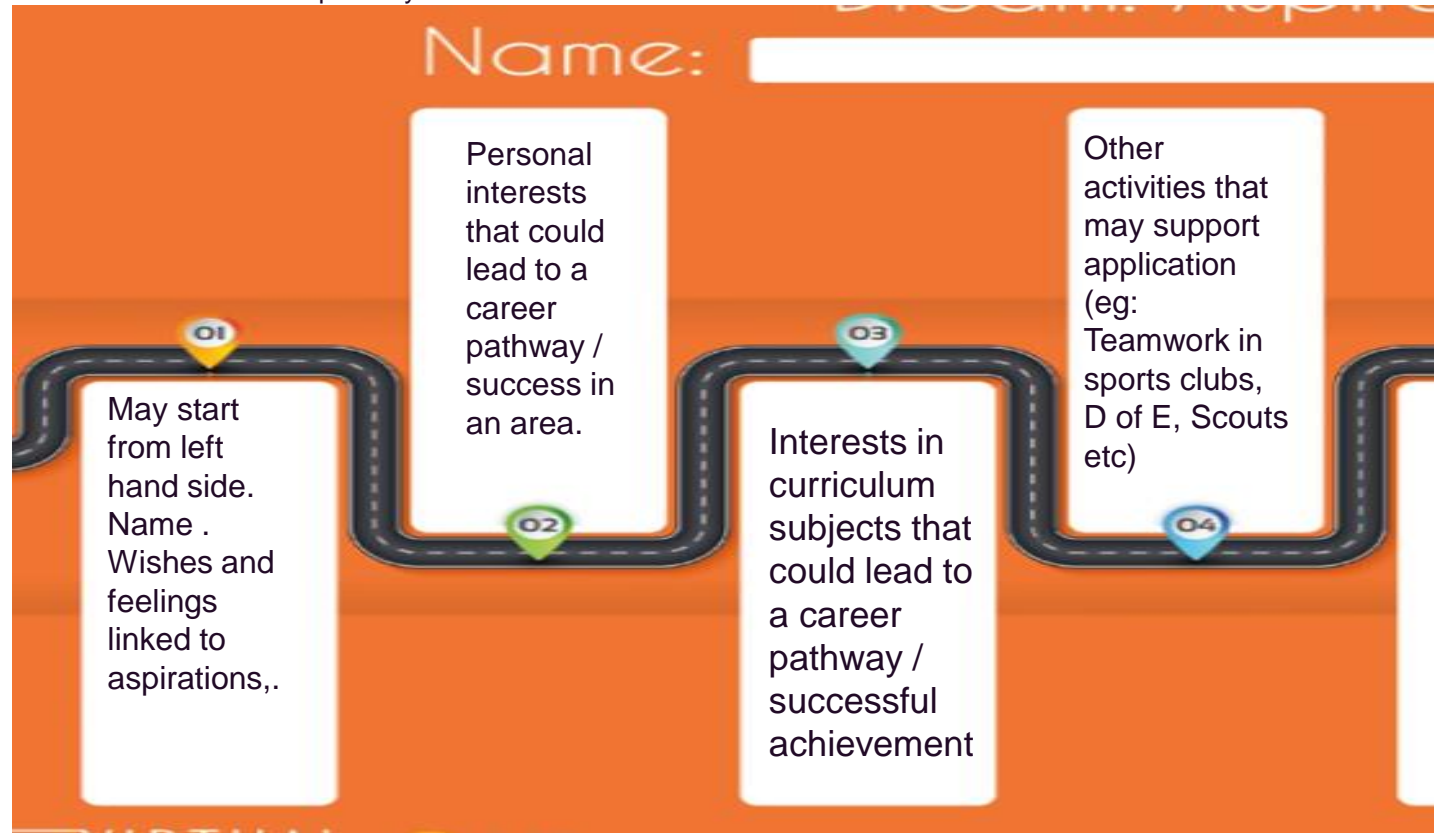 Name:
01
May start
from left
hand side.
Name .
Wishes and
feelings
linked to
aspirations,.
Personal
interests
that could
lead to a
career
pathway /
success in
an area.
02
03
Interests in
curriculum
subjects that
could lead to
a career
pathway /
successful
achievement
Other
activities that
may support
application
(eg:
Teamwork in
sports clubs,
D of E, Scouts
etc)
04